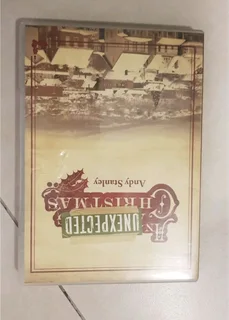 AN
UNEXPECTED
CHRISTMAS
Andy Stanley